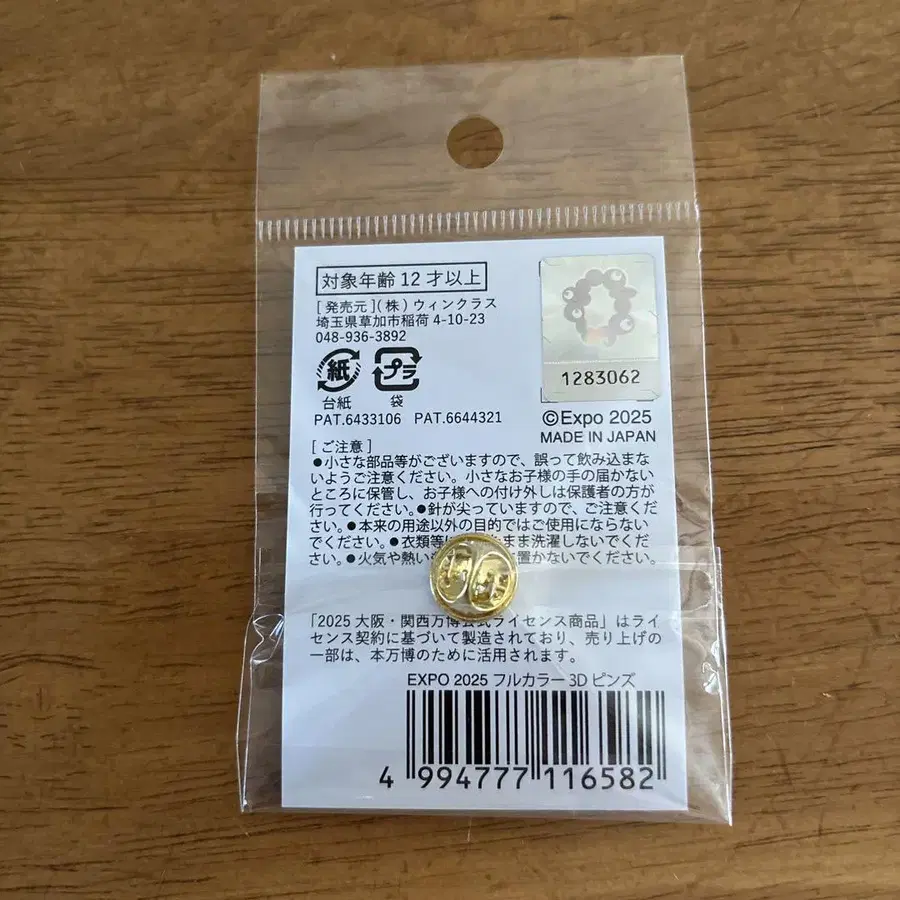 対象年齢 12 才以上
[ 発売元 ](株) ウィンクラス
埼玉県草加市稲荷 4-10-23
048-936-3892
紙
プラ
台紙
袋
PAT.6433106 PAT.6644321
1283062
©Expo 2025
MADE IN JAPAN
[ ご注意 ]
●小さな部品等がございますので、誤って飲み込まな
いようご注意ください。小さなお子様の手の届かない
ところに保管し、お子様への付け外しは保護者の方が
行ってください。●針が尖っていますので、ご注意くだ
さい。●本来の用途以外の目的ではご使用にならない
でください。●衣類等に まま洗濯しないでくだ
さい。●火気や熱い 置かないでください。
「2025 大阪・関西万博公式ライセンス商品」はライ
センス契約に基づいて製造されており、売り上げの
一部は、本万博のために活用されます。
EXPO 2025 フルカラー 3D ピンズ
4 994777 116582